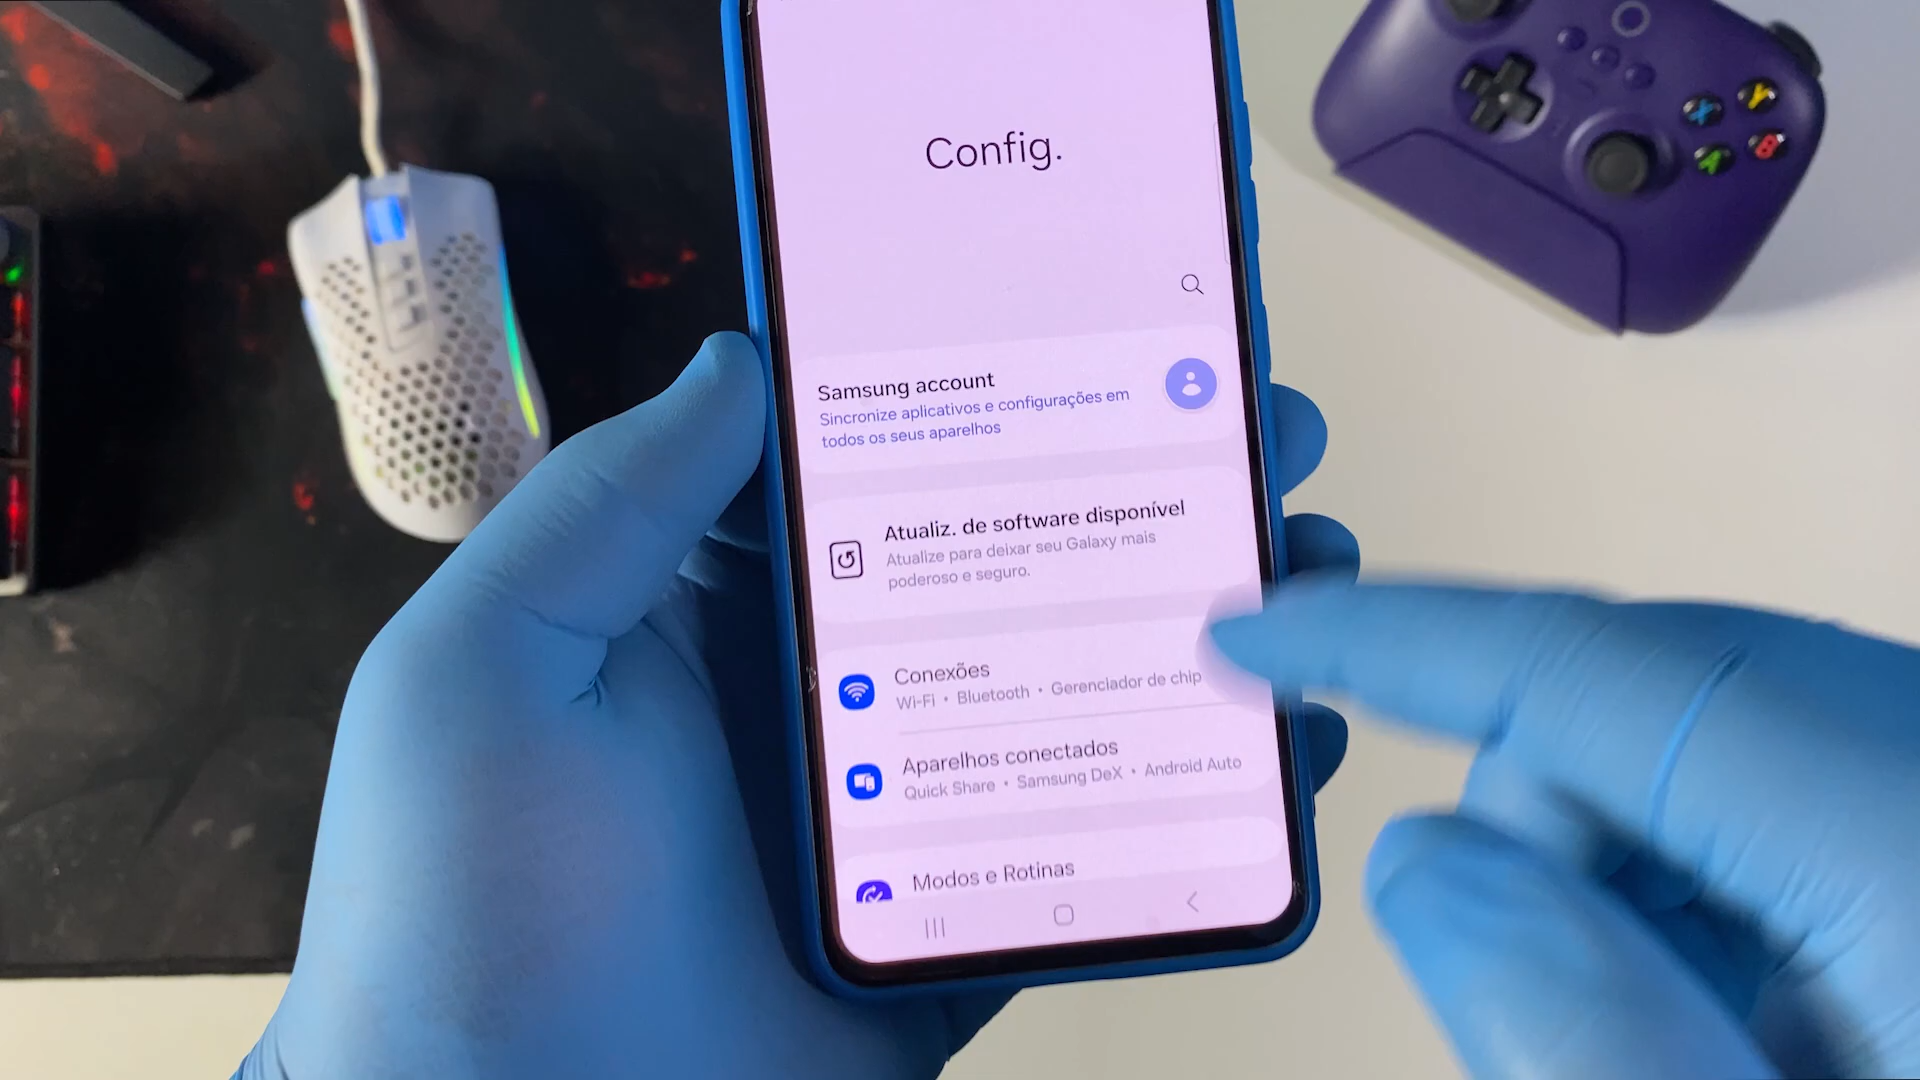 Config.
Samsung account
Sincronize aplicativos e configurações em
todos os seus aparelhos
Atualiz. de software disponível
Atualize para deixar seu Galaxy mais
poderoso e seguro.
Conexões
Wi-Fi • Bluetooth • Gerenciador de chip
Aparelhos conectados
Quick Share • Samsung DeX • Android Auto
Modos e Rotinas
X
Y
A
B